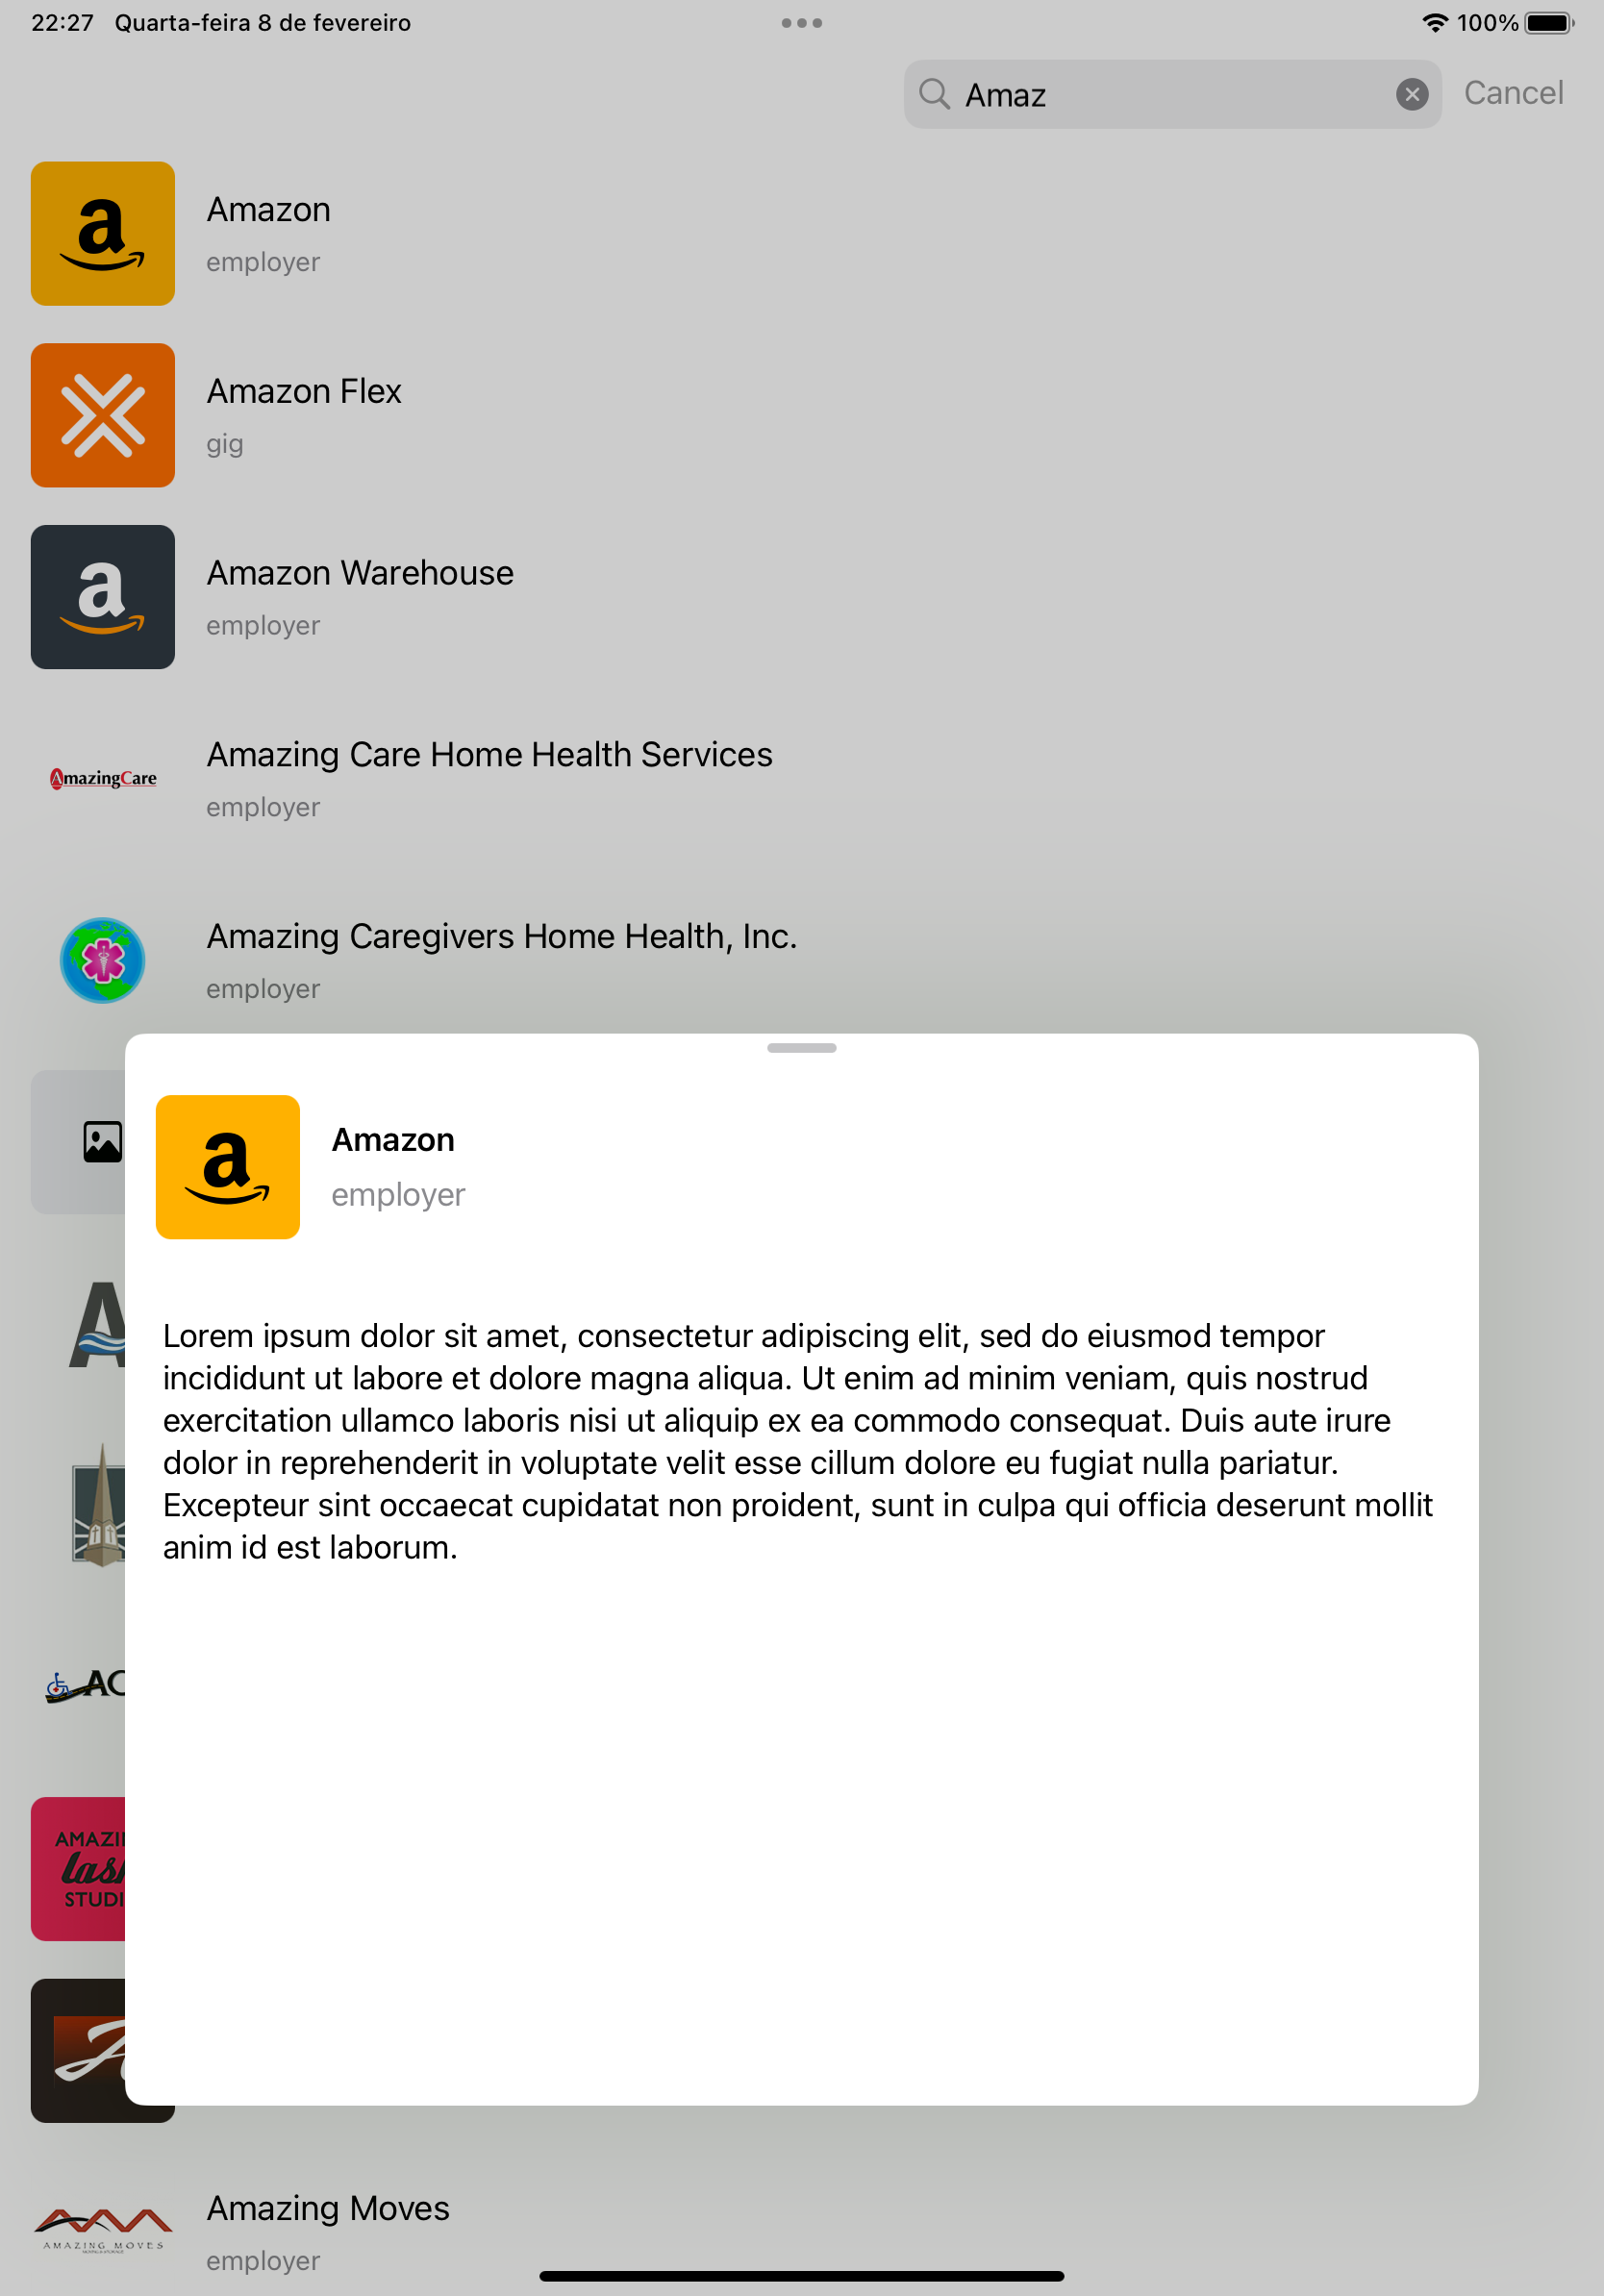 22:27 Quarta-feira 8 de fevereiro
100%
Amaz
Cancel
a
Amazon
employer
Amazon Flex
gig
a
Amazon Warehouse
employer
AmazingCare
Amazing Care Home Health Services
employer
Amazing Caregivers Home Health, Inc.
employer
a
Amazon
employer
Lorem ipsum dolor sit amet, consectetur adipiscing elit, sed do eiusmod tempor
incididunt ut labore et dolore magna aliqua. Ut enim ad minim veniam, quis nostrud
exercitation ullamco laboris nisi ut aliquip ex ea commodo consequat. Duis aute irure
dolor in reprehenderit in voluptate velit esse cillum dolore eu fugiat nulla pariatur.
Excepteur sint occaecat cupidatat non proident, sunt in culpa qui officia deserunt mollit
anim id est laborum.
A
AMAZIN
STUDI
AMAZING MOVES
Amazing Moves
employer